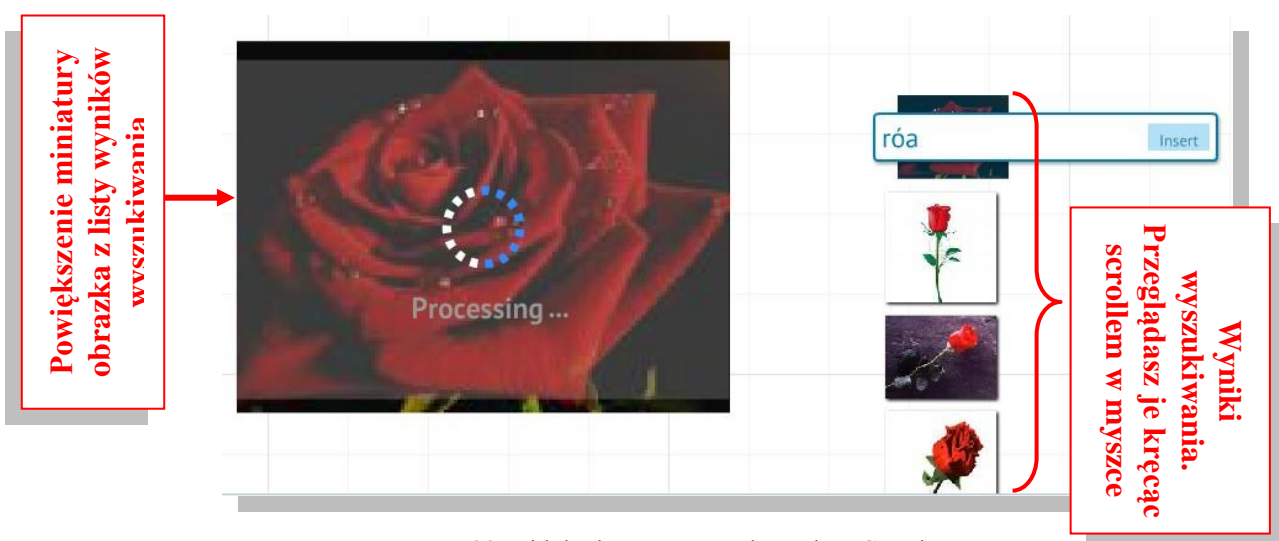 Powiększenie miniatury
obrazka z listy wyników
wyszukiwania
Processing ...
róa
Insert
Wyniki
wyszukiwania.
Przeglądasz je kręcąc
scrollem w myszce